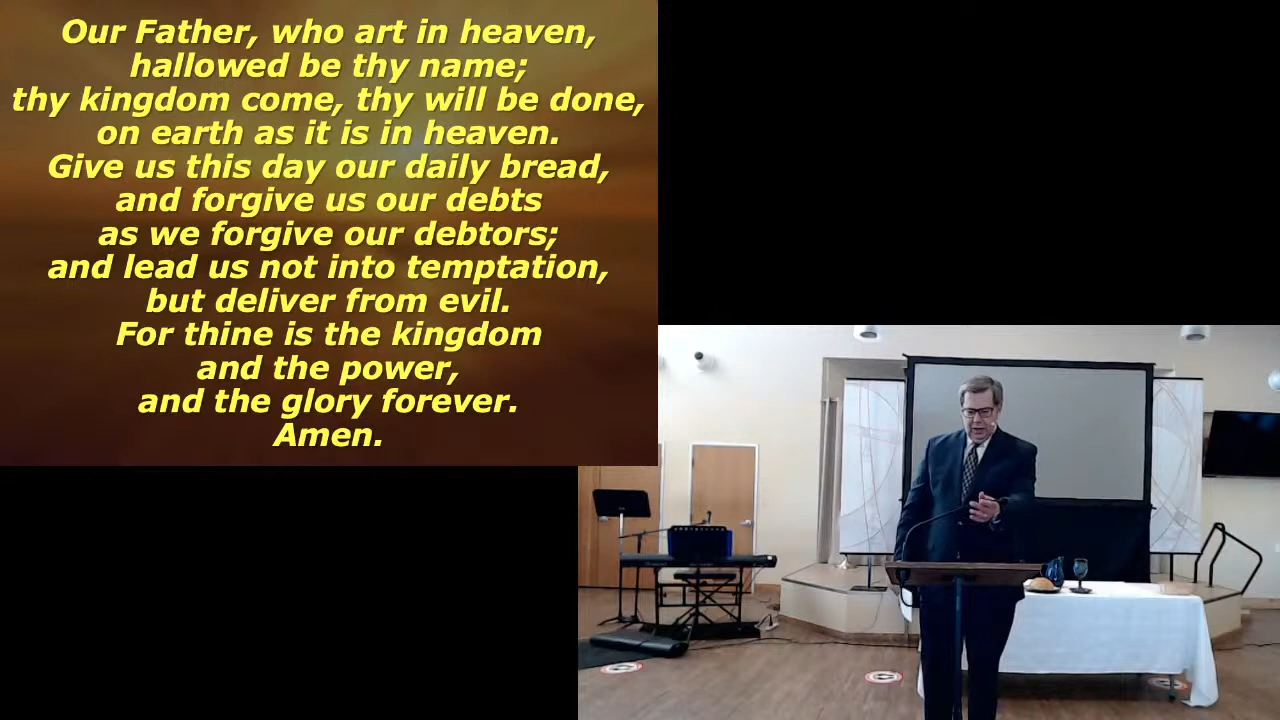 Our Father, who art in heaven,
hallowed be thy name;
thy kingdom come, thy will be done,
on earth as it is in heaven.
Give us this day our daily bread,
and forgive us our debts
as we forgive our debtors;
and lead us not into temptation,
but deliver from evil.
For thine is the kingdom
and the power,
and the glory forever.
Amen.